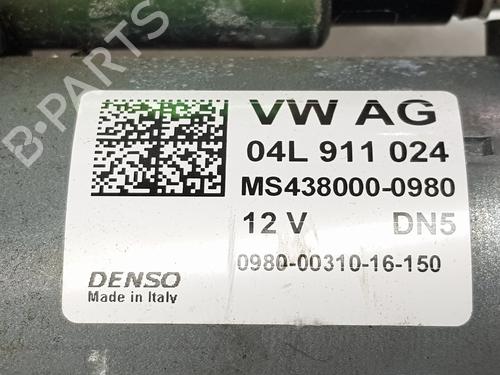 B-PARTS
VW AG
04L 911 024
MS438000-0980
12 V DN5
0980-00310-16-150
DENSO
Made in Italy